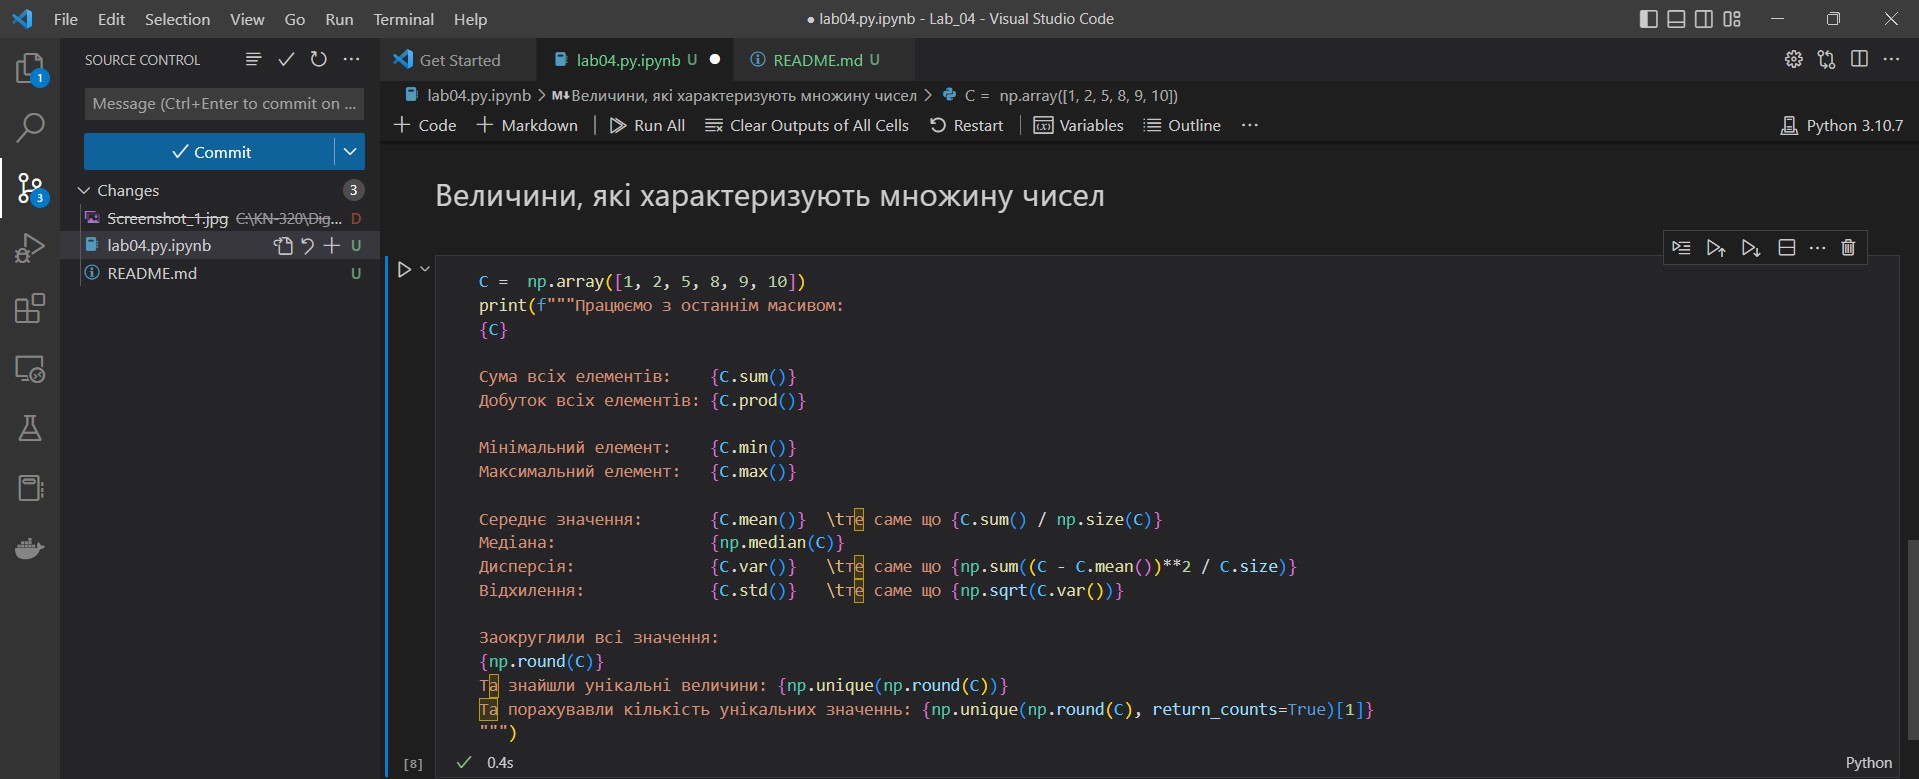 File Edit Selection View Go Run Terminal Help
● lab04.py.ipynb - Lab_04 - Visual Studio Code
SOURCE CONTROL
Message (Ctrl+Enter to commit on ...
Commit
Changes 3
Screenshot_1.jpg C:\KN-320\Dig... D
lab04.py.ipynb U
README.md U
1
3
Get Started
lab04.py.ipynb U ●
README.md U
lab04.py.ipynb > M↓Величини, які характеризують множину чисел > C = np.array([1, 2, 5, 8, 9, 10])
+ Code + Markdown | Run All Clear Outputs of All Cells Restart | Variables Outline ...
Python 3.10.7
Величини, які характеризують множину чисел
C =  np.array([1, 2, 5, 8, 9, 10])
print(f"""Працюємо з останнім масивом:
{C}
Сума всіх елементів:    {C.sum()}
Добуток всіх елементів: {C.prod()}
Мінімальний елемент:    {C.min()}
Максимальний елемент:   {C.max()}
Середнє значення:       {C.mean()}  \tте саме що {C.sum() / np.size(C)}
Медіана:                {np.median(C)}
Дисперсія:              {C.var()}   \tте саме що {np.sum((C - C.mean())**2 / C.size)}
Відхилення:             {C.std()}   \tте саме що {np.sqrt(C.var())}
Заокруглили всі значення:
{np.round(C)}
Та знайшли унікальні величини: {np.unique(np.round(C))}
Та порахувавли кількість унікальних значеннь: {np.unique(np.round(C), return_counts=True)[1]}
""")
[8] 0.4s
Python